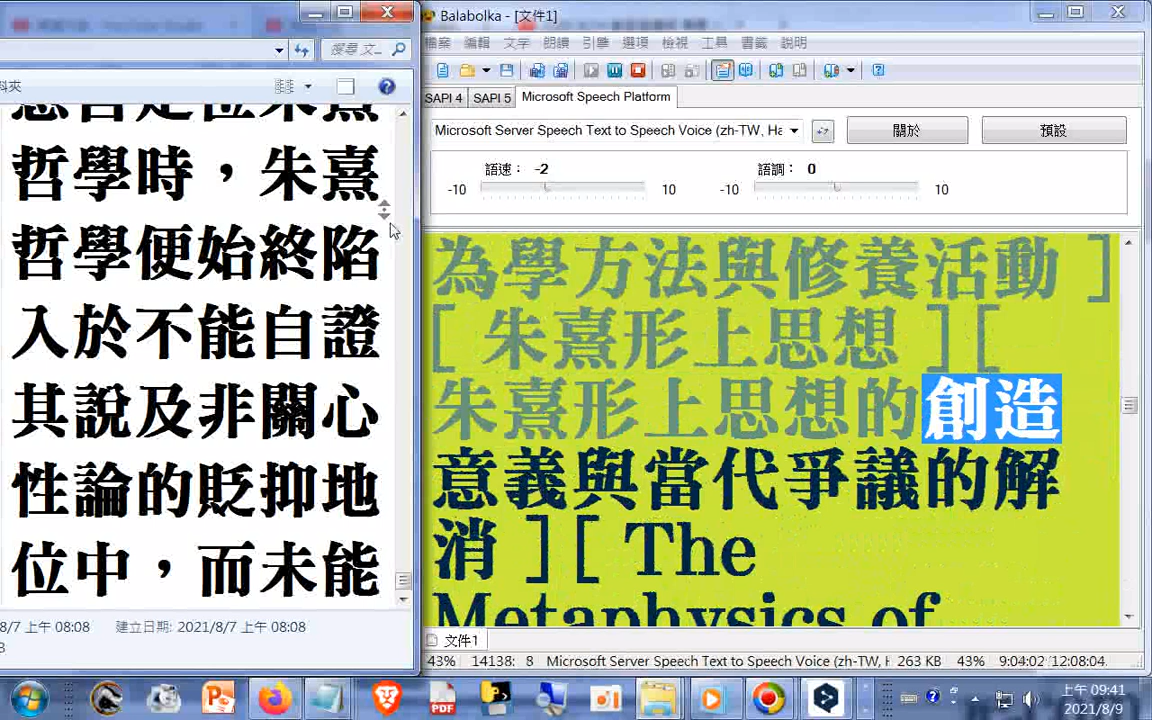 Balabolka - [文件1]
搜尋 文...
檔案 編輯 文字 朗讀 引擎 選項 檢視 工具 書籤 說明
料夾
SAPI 4 SAPI 5 Microsoft Speech Platform
Microsoft Server Speech Text to Speech Voice (zh-TW, Ha
關於
預設
語速： -2
語調： 0
-10 10 -10 10
哲學時，朱熹
哲學便始終陷
入於不能自證
其說及非關心
性論的貶抑地
位中，而未能
為學方法與修養活動 ]
[ 朱熹形上思想 ][
朱熹形上思想的創造
意義與當代爭議的解
消 ][ The
Metaphysics of
8/7 上午 08:08 建立日期: 2021/8/7 上午 08:08
文件1
43% 14138: 8 Microsoft Server Speech Text to Speech Voice (zh-TW, H 263 KB 43% 9:04:02 12:08:04.
PDF
上午 09:41
2021/8/9